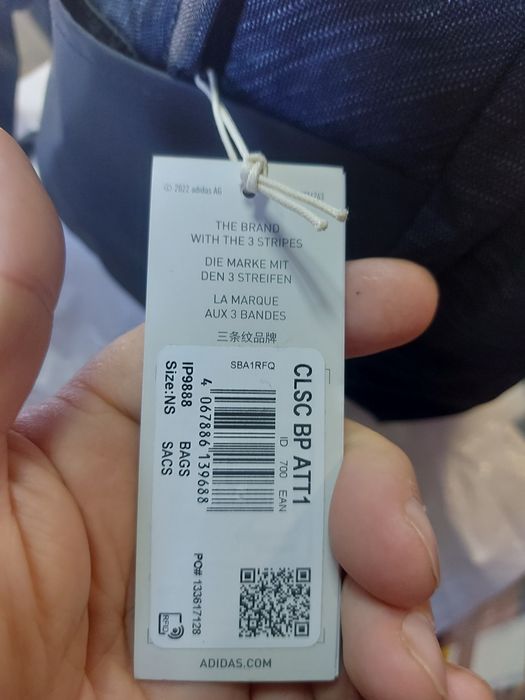 © 2022 adidas AG
THE BRAND
WITH THE 3 STRIPES
DIE MARKE MIT
DEN 3 STREIFEN
LA MARQUE
AUX 3 BANDES
三条纹品牌
SBA1RFQ
CLSC BP ATT1
ID 700 EAN
4 067886 139688
IP9888 BAGS
Size:NS SACS
PO# 133617128
RFID
ADIDAS.COM